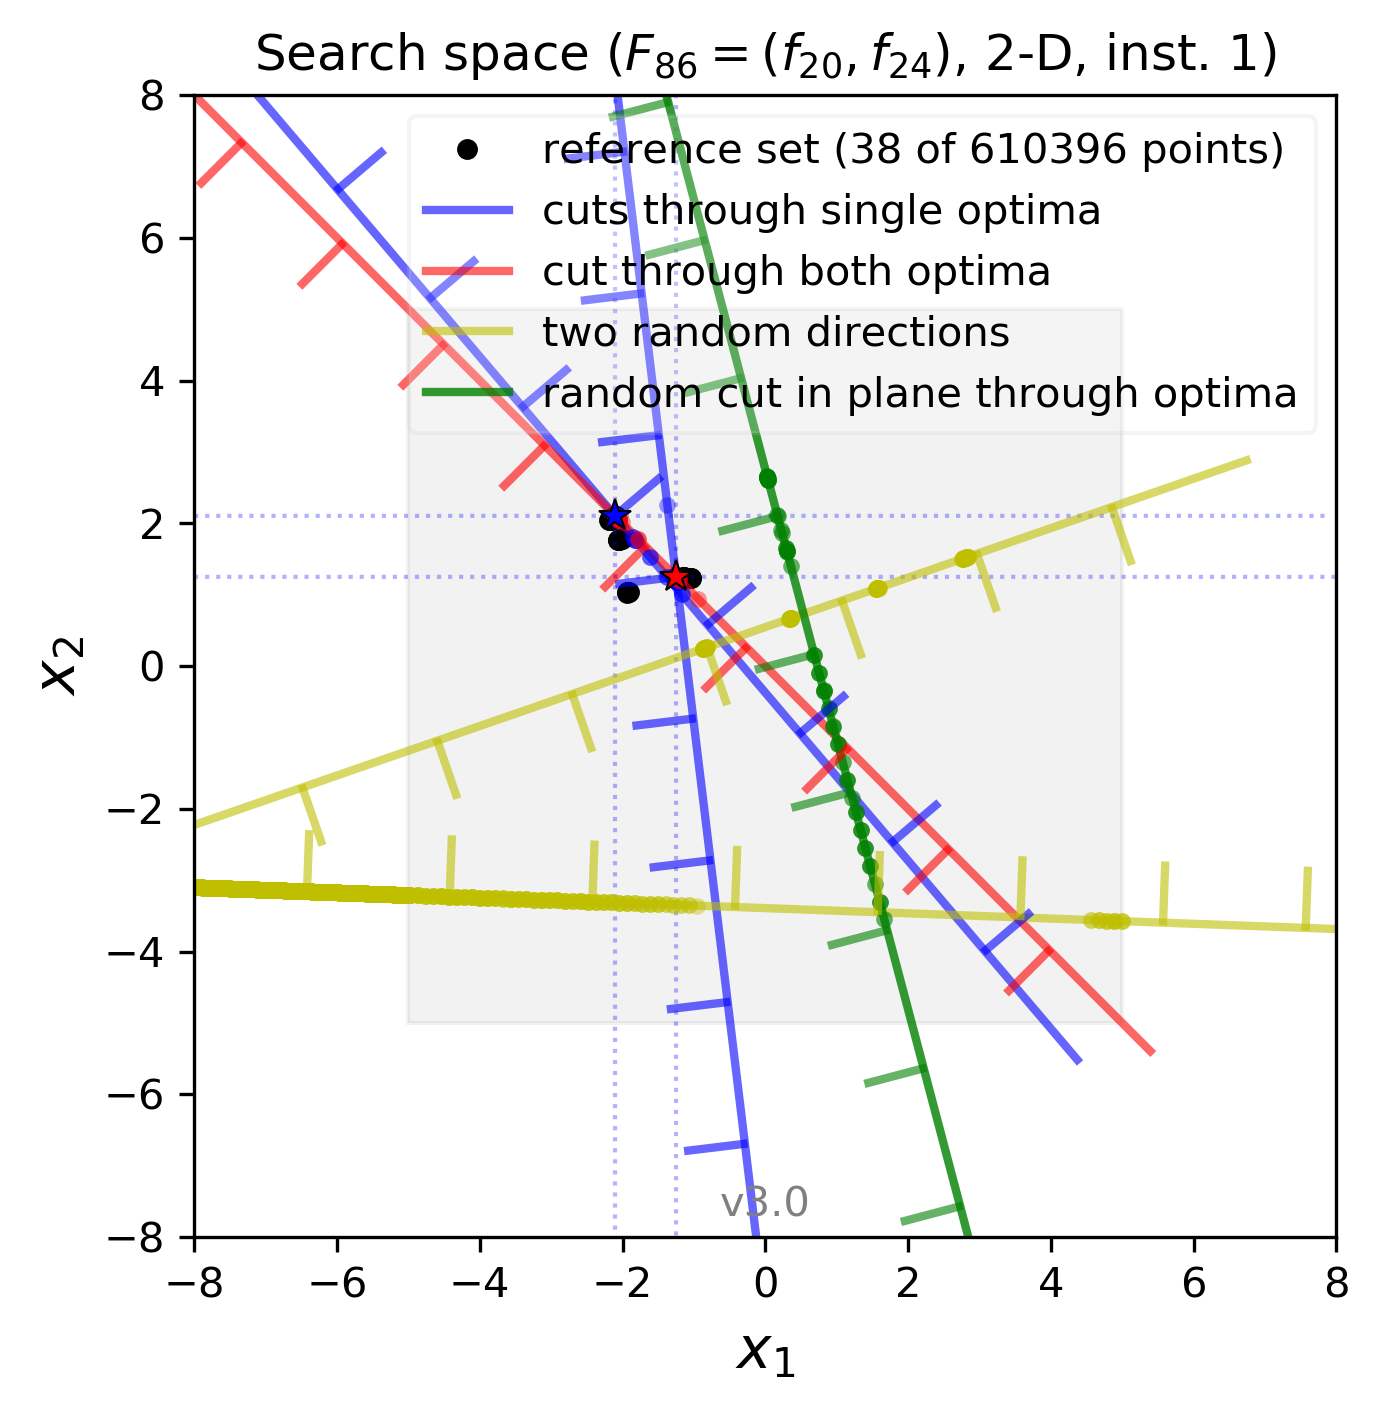 Search space (F₈₆ = (f₂₀, f₂₄), 2-D, inst. 1)
8
6
4
2
0
−2
−4
−6
−8
x₂
reference set (38 of 610396 points)
cuts through single optima
cut through both optima
two random directions
random cut in plane through optima
v3.0
−8
−6
−4
−2
0
2
4
6
8
x₁